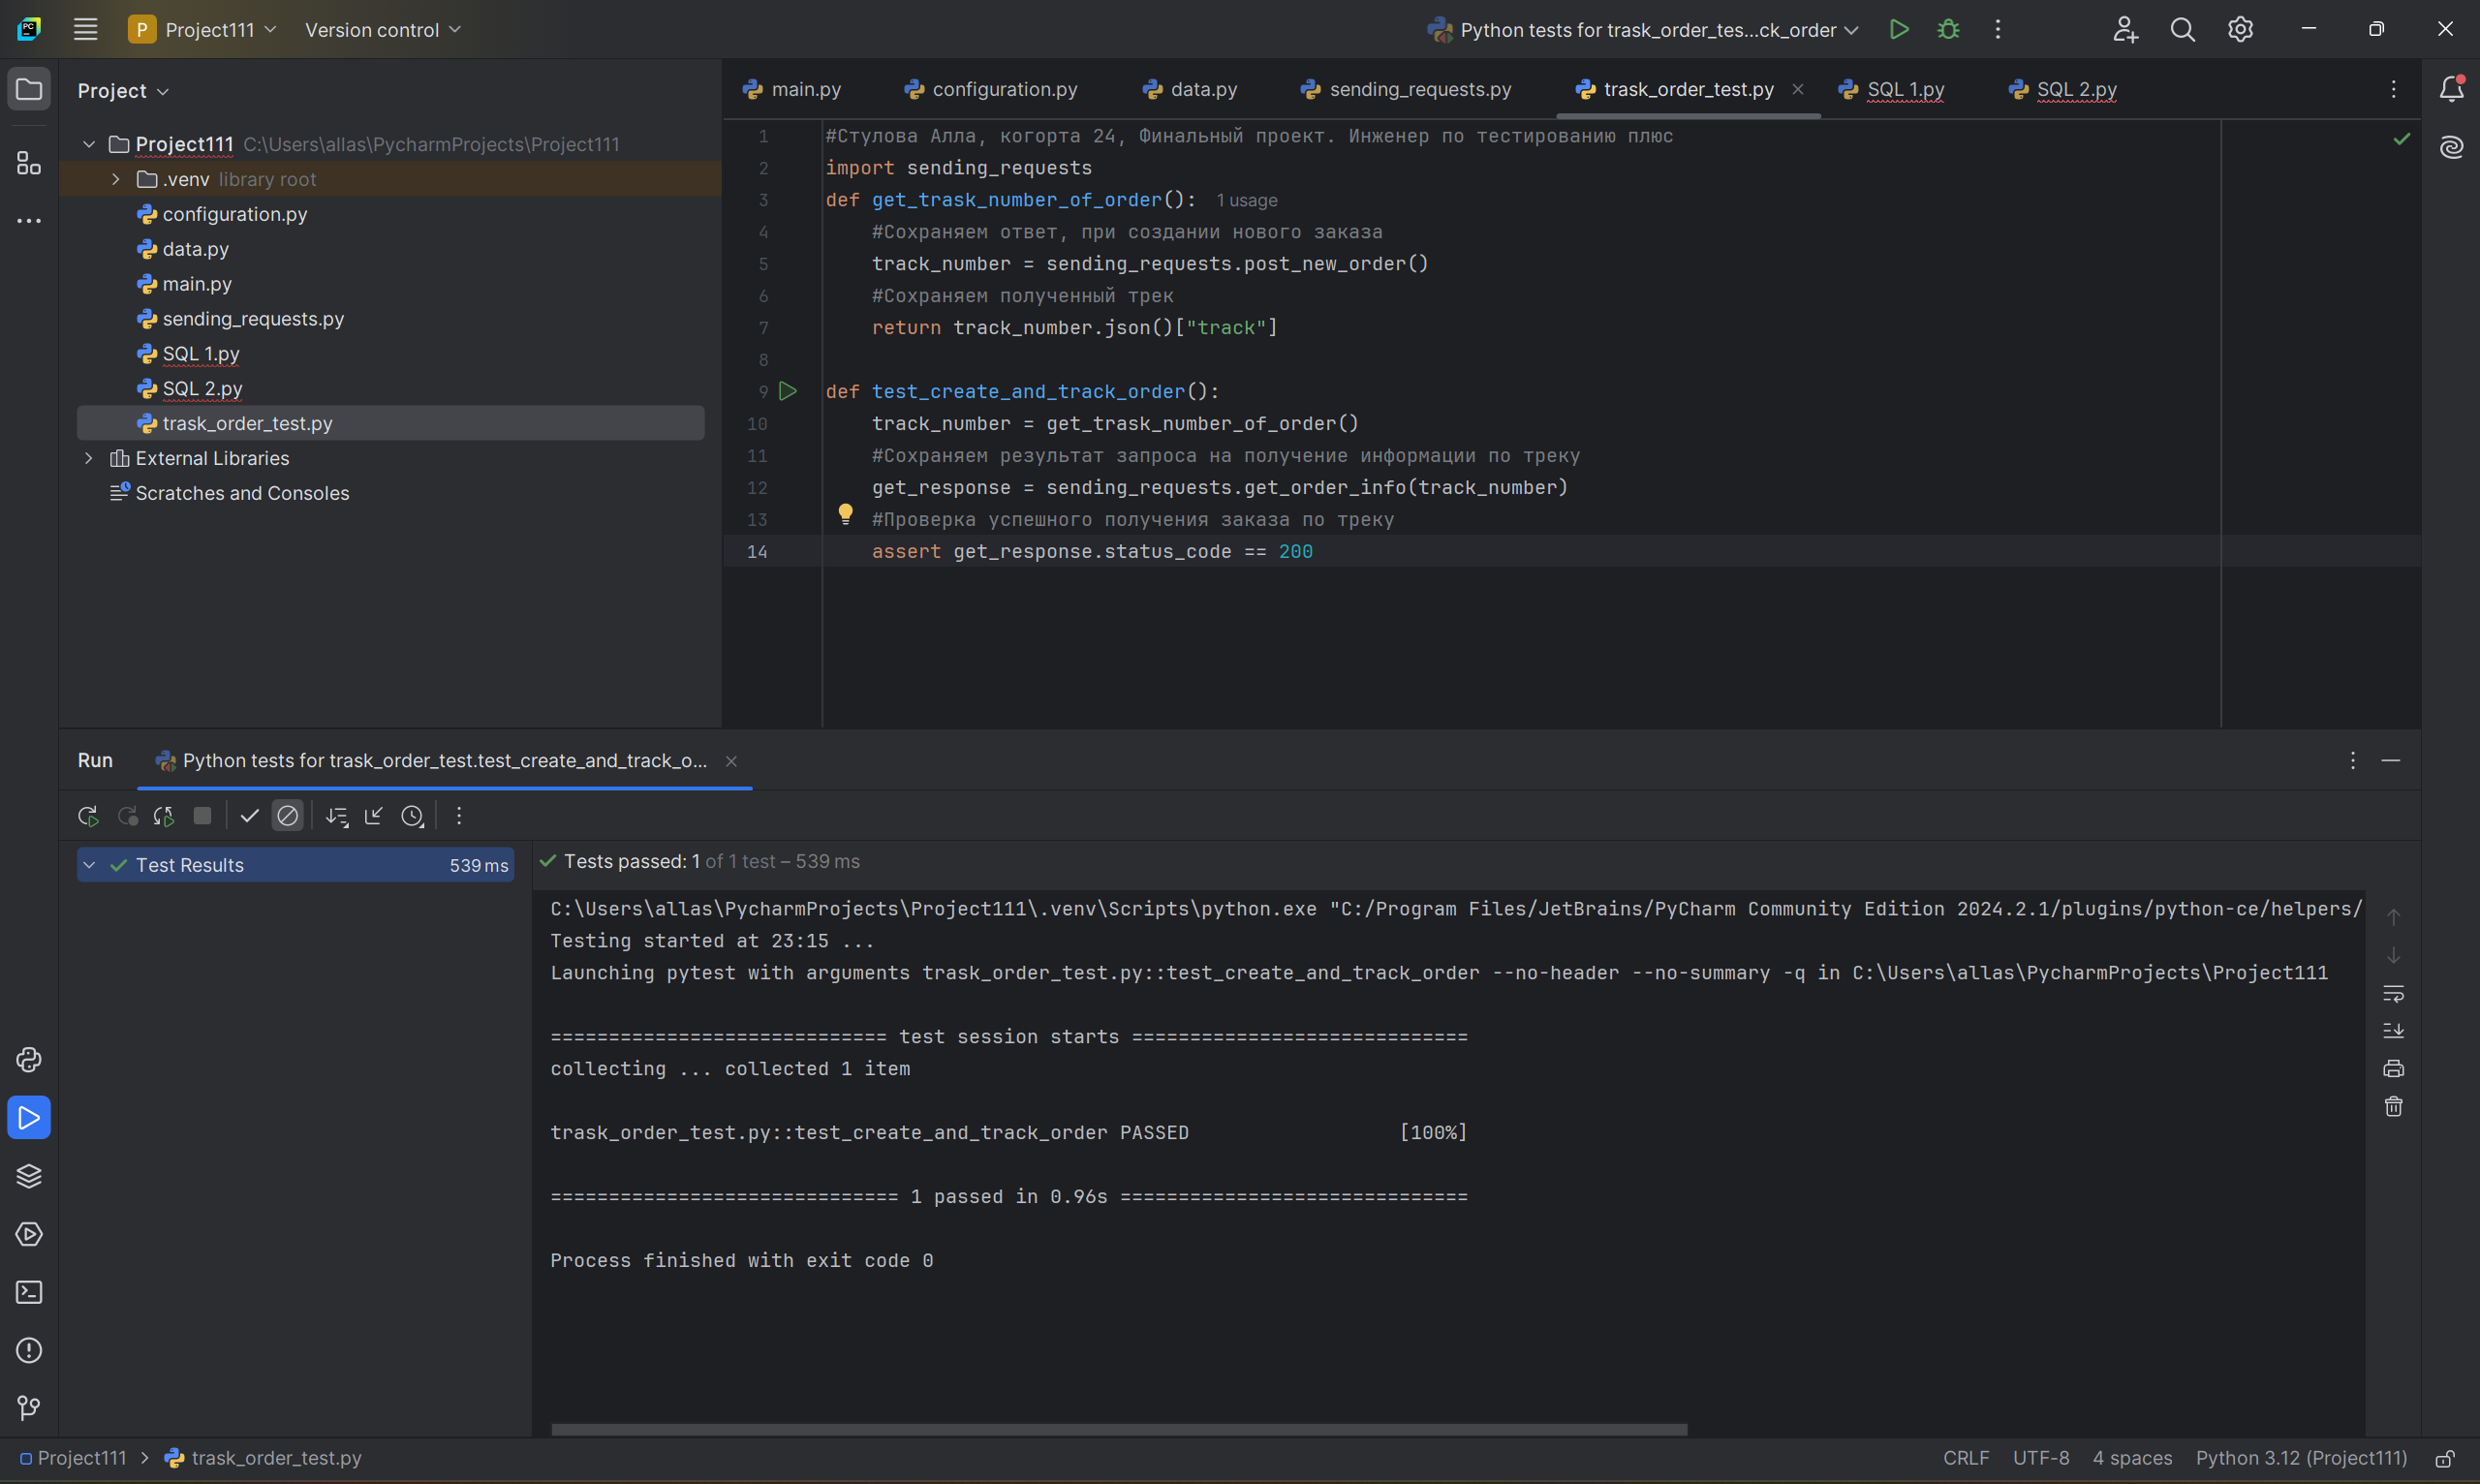 PC
P Project111 Version control Python tests for trask_order_tes...ck_order
Project
Project111 C:\Users\allas\PycharmProjects\Project111
.venv library root
configuration.py
data.py
main.py
sending_requests.py
SQL 1.py
SQL 2.py
trask_order_test.py
External Libraries
Scratches and Consoles
main.py configuration.py data.py sending_requests.py trask_order_test.py SQL 1.py SQL 2.py
1 #Стулова Алла, когорта 24, Финальный проект. Инженер по тестированию плюс
2 import sending_requests
3 def get_trask_number_of_order(): 1 usage
4 #Сохраняем ответ, при создании нового заказа
5 track_number = sending_requests.post_new_order()
6 #Сохраняем полученный трек
7 return track_number.json()["track"]
8
9 def test_create_and_track_order():
10 track_number = get_trask_number_of_order()
11 #Сохраняем результат запроса на получение информации по треку
12 get_response = sending_requests.get_order_info(track_number)
13 #Проверка успешного получения заказа по треку
14 assert get_response.status_code == 200
Run Python tests for trask_order_test.test_create_and_track_o...
Test Results 539 ms
Tests passed: 1 of 1 test – 539 ms
C:\Users\allas\PycharmProjects\Project111\.venv\Scripts\python.exe "C:/Program Files/JetBrains/PyCharm Community Edition 2024.2.1/plugins/python-ce/helpers/
Testing started at 23:15 ...
Launching pytest with arguments trask_order_test.py::test_create_and_track_order --no-header --no-summary -q in C:\Users\allas\PycharmProjects\Project111
============================= test session starts =============================
collecting ... collected 1 item
trask_order_test.py::test_create_and_track_order PASSED [100%]
============================== 1 passed in 0.96s ==============================
Process finished with exit code 0
Project111 trask_order_test.py CRLF UTF-8 4 spaces Python 3.12 (Project111)